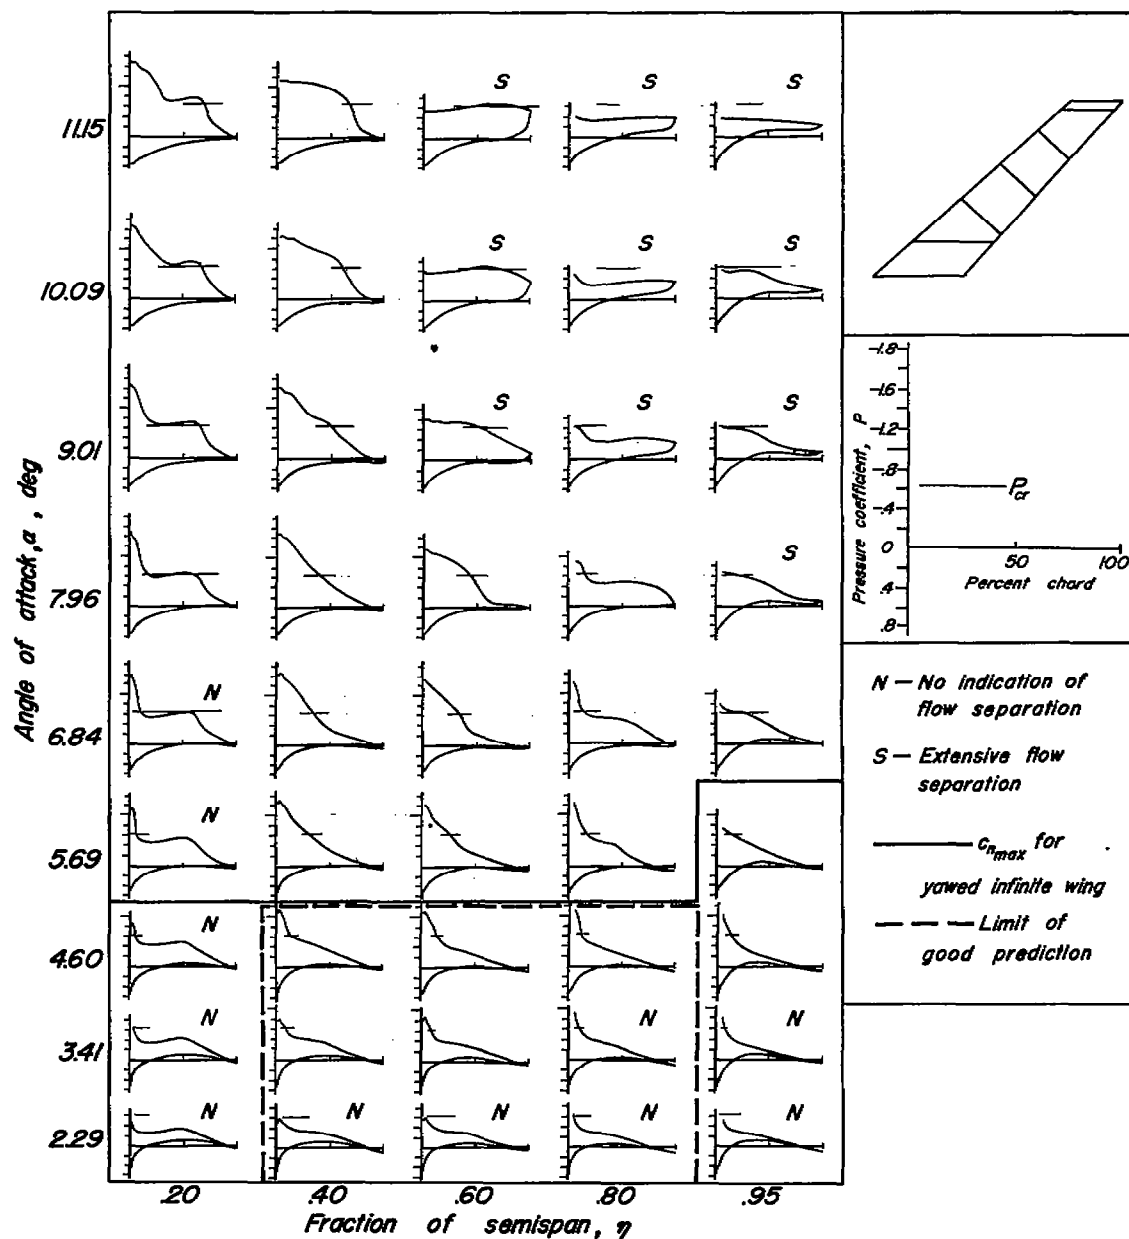 Angle of attack, α, deg
11.15
S
S
S
10.09
S
S
S
9.01
S
S
S
7.96
S
6.84
N
5.69
N
4.60
N
3.41
N
N
N
2.29
N
N
N
N
N
.20
.40
.60
.80
.95
Fraction of semispan, η
Pressure coefficient, P
-1.8
-1.6
-1.2
-.8
-.4
0
.4
.8
Pcr
50
100
Percent chord
N — No indication of
flow separation
S — Extensive flow
separation
cnmax for
yawed infinite wing
Limit of
good prediction